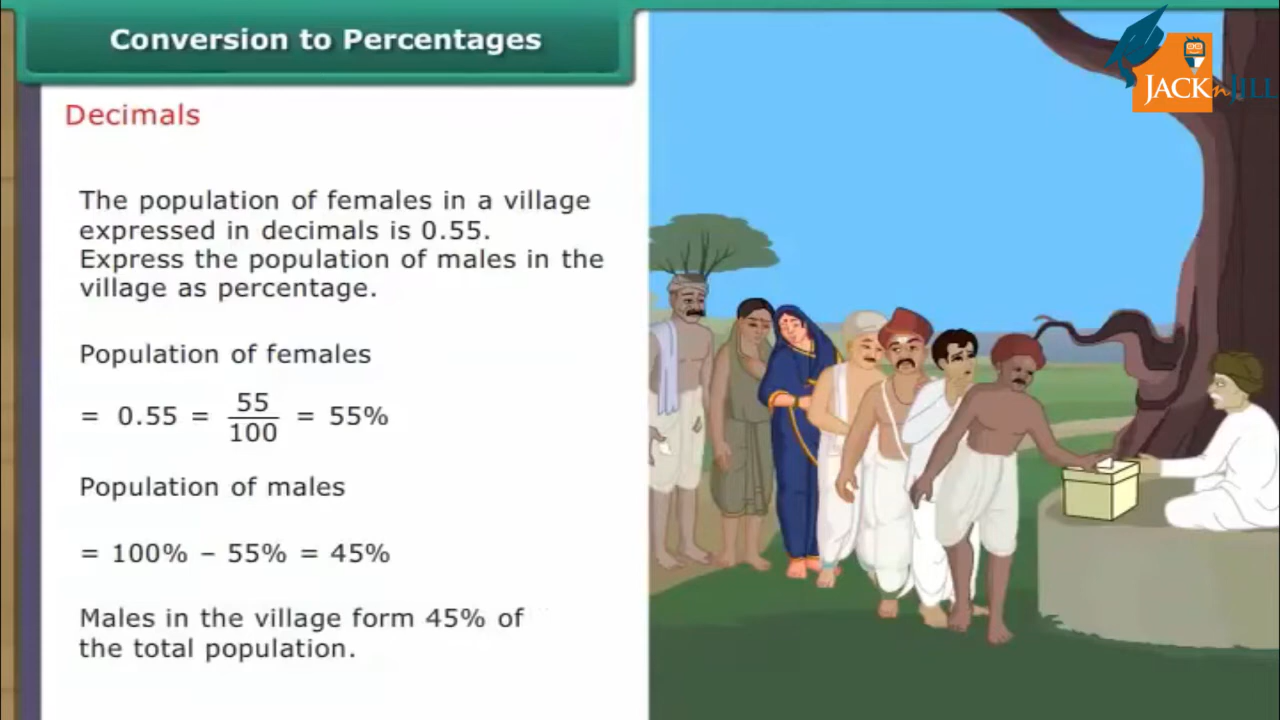 Conversion to Percentages
JACKnJILL
Decimals
The population of females in a village
expressed in decimals is 0.55.
Express the population of males in the
village as percentage.
Population of females
= 0.55 = 55/100 = 55%
Population of males
= 100% – 55% = 45%
Males in the village form 45% of
the total population.